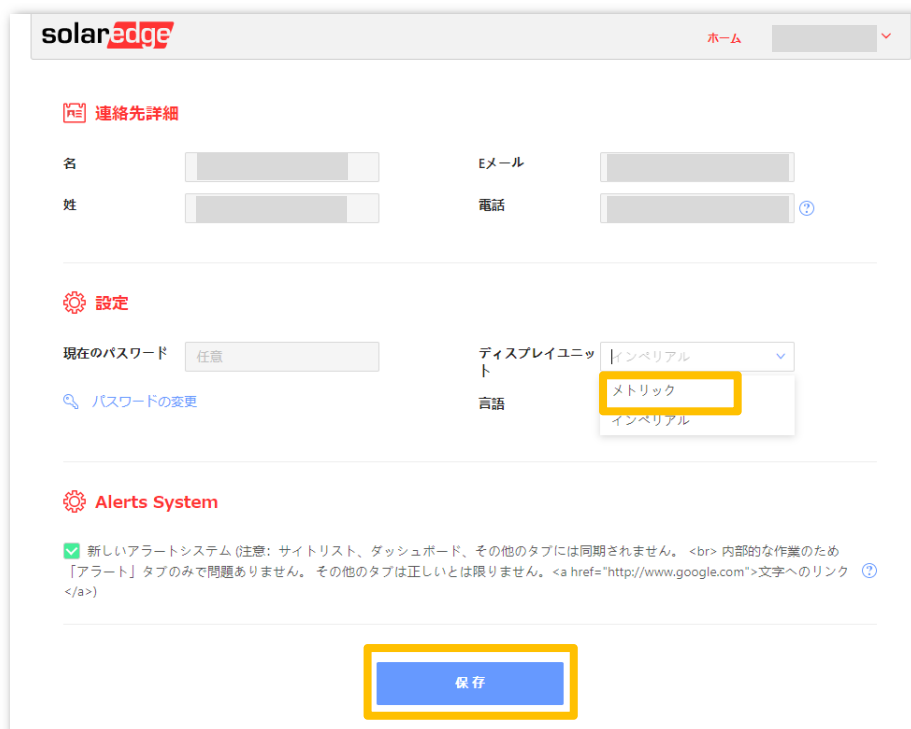 solaredge
ホーム
連絡先詳細
名
Eメール
姓
電話
?
設定
現在のパスワード
任意
ディスプレイユニット
インペリアル
メトリック
パスワードの変更
言語
インペリアル
Alerts System
新しいアラートシステム (注意: サイトリスト、ダッシュボード、その他のタブには同期されません。 <br> 内部的な作業のため
「アラート」タブのみで問題ありません。 その他のタブは正しいとは限りません。<a href="http://www.google.com">文字へのリンク
?
</a>)
保存